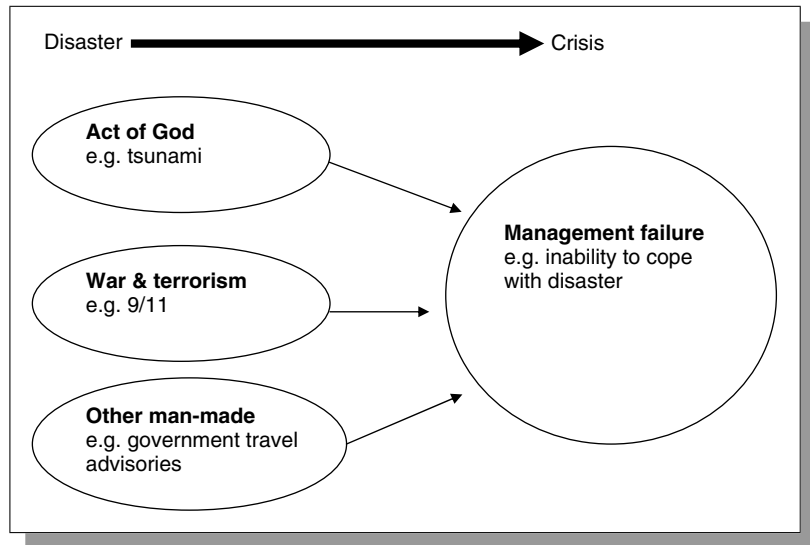 Disaster
Crisis
Act of God
e.g. tsunami
War & terrorism
e.g. 9/11
Other man-made
e.g. government travel
advisories
Management failure
e.g. inability to cope
with disaster